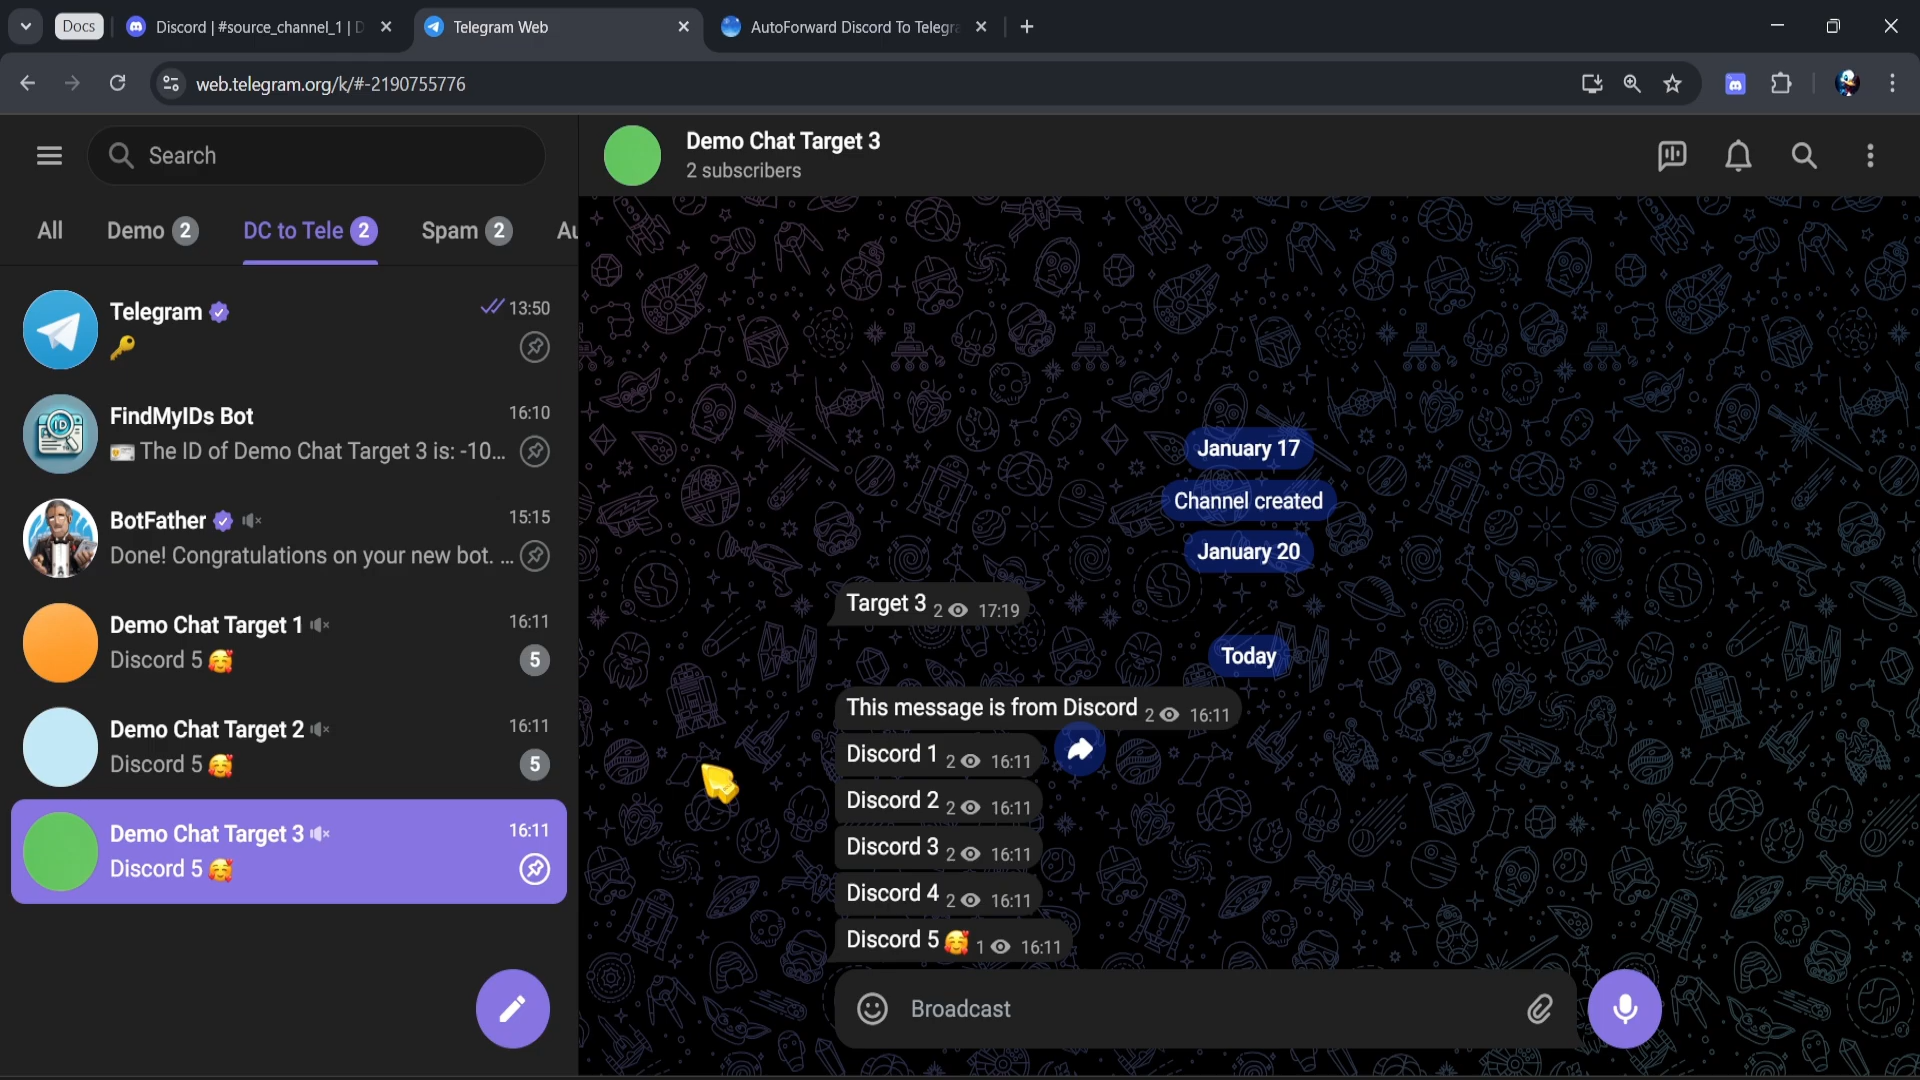 Docs
Discord | #source_channel_1 | D
Telegram Web
AutoForward Discord To Telegra
web.telegram.org/k/#-2190755776
Search
Demo Chat Target 3
2 subscribers
All
Demo 2
DC to Tele 2
Spam 2
Au
Telegram
13:50
FindMyIDs Bot
16:10
The ID of Demo Chat Target 3 is: -10...
BotFather
15:15
Done! Congratulations on your new bot. ...
Demo Chat Target 1
16:11
Discord 5 🥰
5
Demo Chat Target 2
16:11
Discord 5 🥰
5
Demo Chat Target 3
16:11
Discord 5 🥰
January 17
Channel created
January 20
Target 3 2 17:19
Today
This message is from Discord 2 16:11
Discord 1 2 16:11
Discord 2 2 16:11
Discord 3 2 16:11
Discord 4 2 16:11
Discord 5 🥰 1 16:11
Broadcast